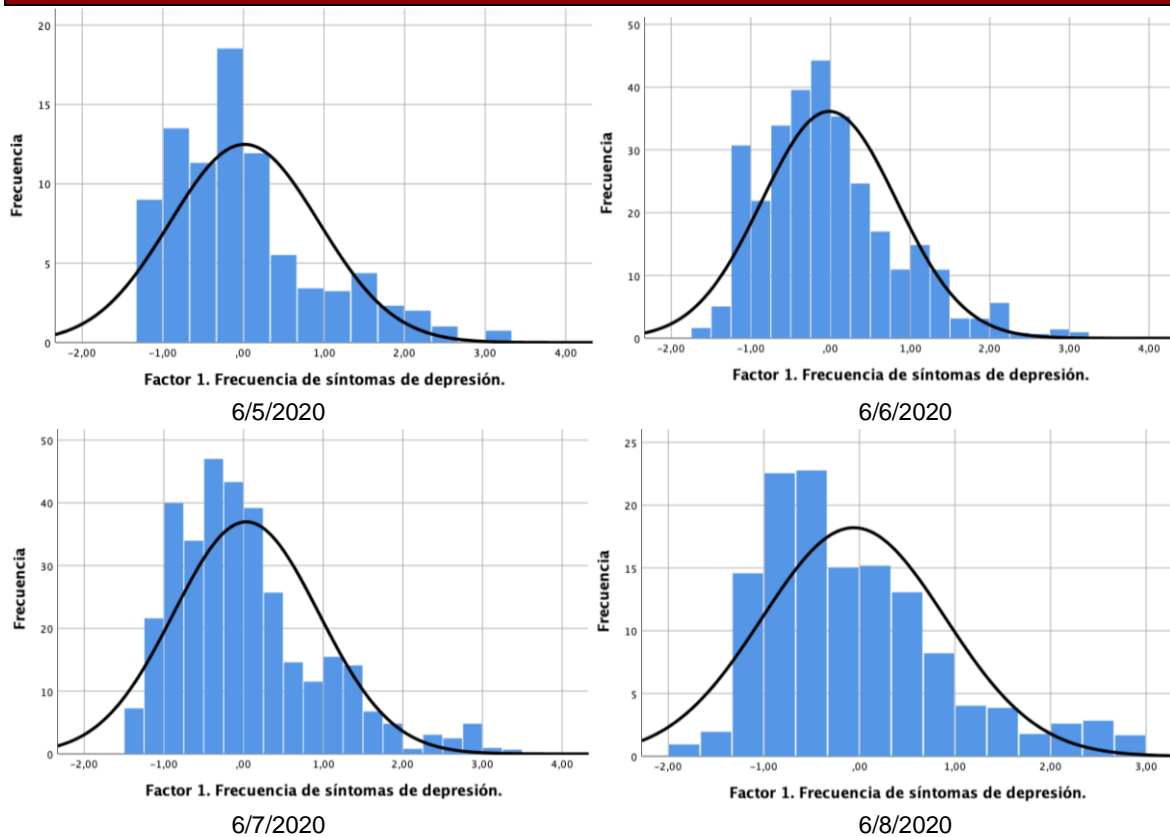 20
15
10
5
0
Frecuencia
-2,00 -1,00 ,00 1,00 2,00 3,00 4,00
Factor 1. Frecuencia de síntomas de depresión.
6/5/2020
50
40
30
20
10
0
Frecuencia
-2,00 -1,00 ,00 1,00 2,00 3,00 4,00
Factor 1. Frecuencia de síntomas de depresión.
6/6/2020
50
40
30
20
10
0
Frecuencia
-2,00 -1,00 ,00 1,00 2,00 3,00 4,00
Factor 1. Frecuencia de síntomas de depresión.
6/7/2020
25
20
15
10
5
0
Frecuencia
-2,00 -1,00 ,00 1,00 2,00 3,00
Factor 1. Frecuencia de síntomas de depresión.
6/8/2020